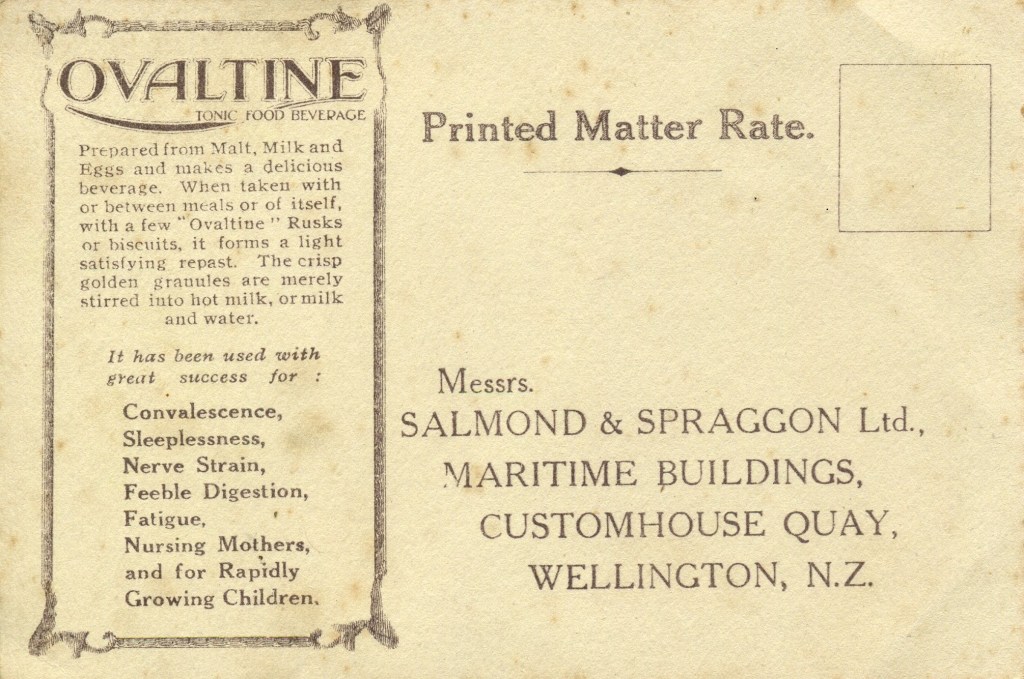 OVALTINE
TONIC FOOD BEVERAGE
Prepared from Malt, Milk and
Eggs and makes a delicious
beverage. When taken with
or between meals or of itself,
with a few "Ovaltine" Rusks
or biscuits, it forms a light
satisfying repast. The crisp
golden granules are merely
stirred into hot milk, or milk
and water.
It has been used with
great success for :
Convalescence,
Sleeplessness,
Nerve Strain,
Feeble Digestion,
Fatigue,
Nursing Mothers,
and for Rapidly
Growing Children.
Printed Matter Rate.
Messrs.
SALMOND & SPRAGGON Ltd.,
MARITIME BUILDINGS,
CUSTOMHOUSE QUAY,
WELLINGTON, N.Z.